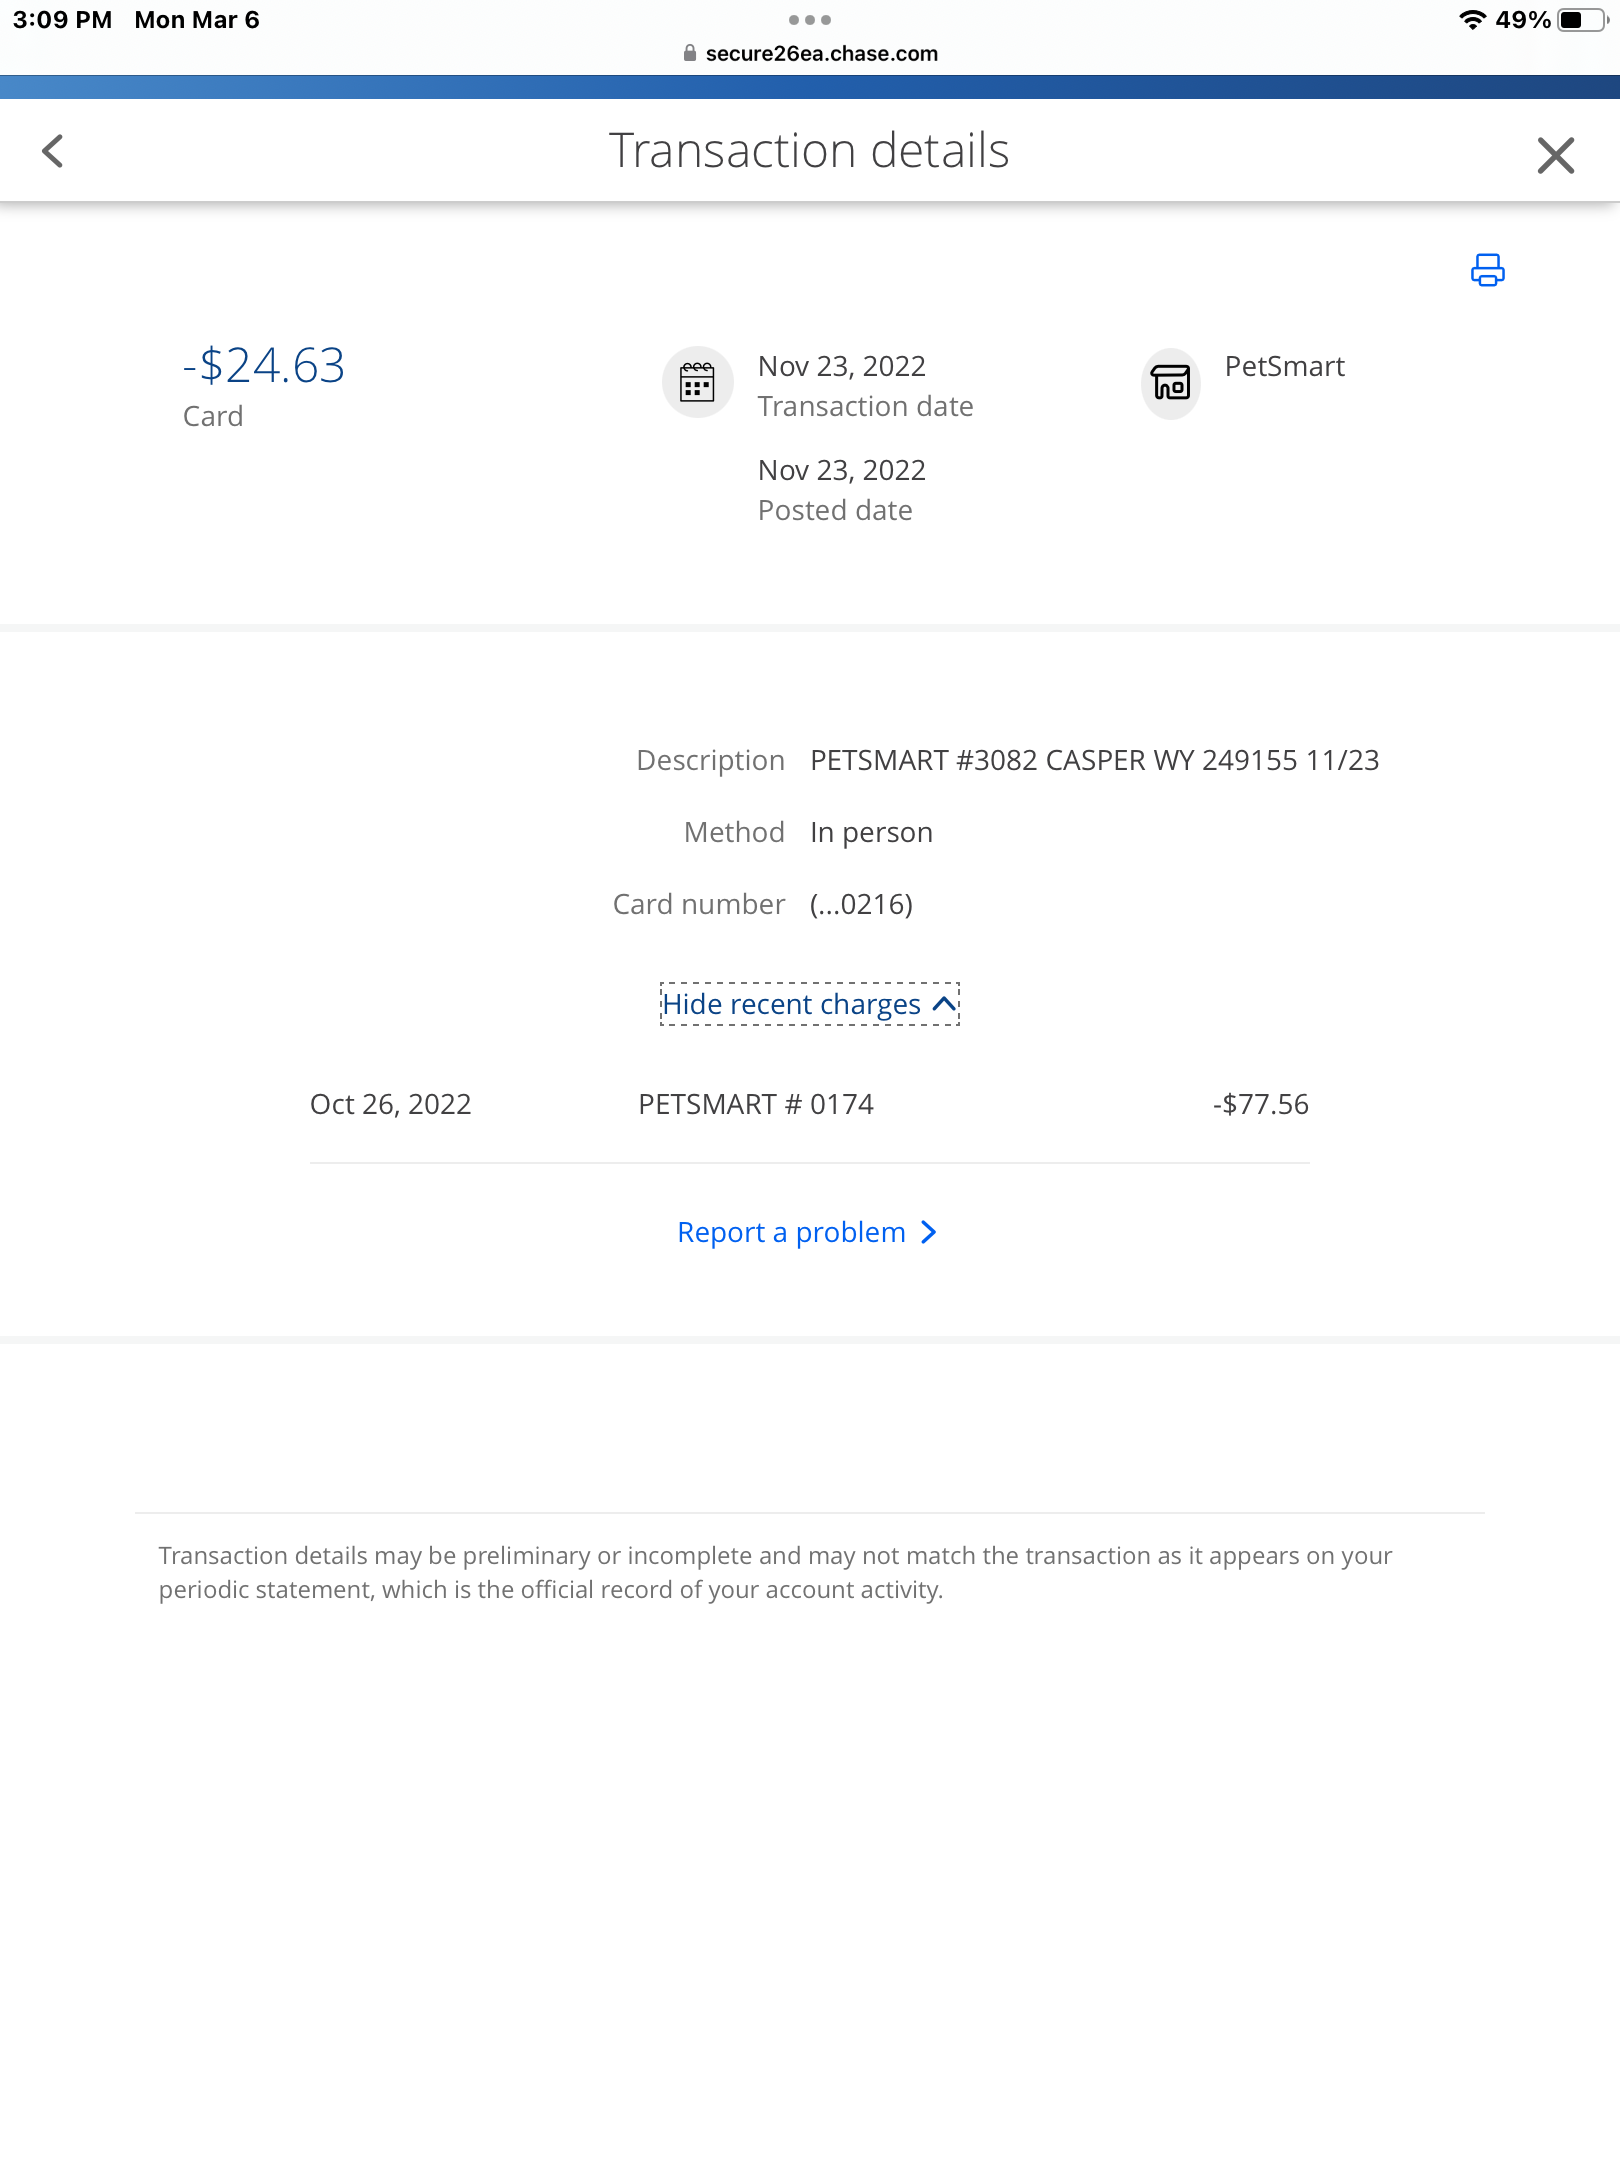 3:09 PM Mon Mar 6 49%
secure26ea.chase.com
Transaction details
-$24.63
Card
Nov 23, 2022
Transaction date
Nov 23, 2022
Posted date
PetSmart
Description PETSMART #3082 CASPER WY 249155 11/23
Method In person
Card number (...0216)
Hide recent charges
Oct 26, 2022 PETSMART # 0174 -$77.56
Report a problem
Transaction details may be preliminary or incomplete and may not match the transaction as it appears on your
periodic statement, which is the official record of your account activity.